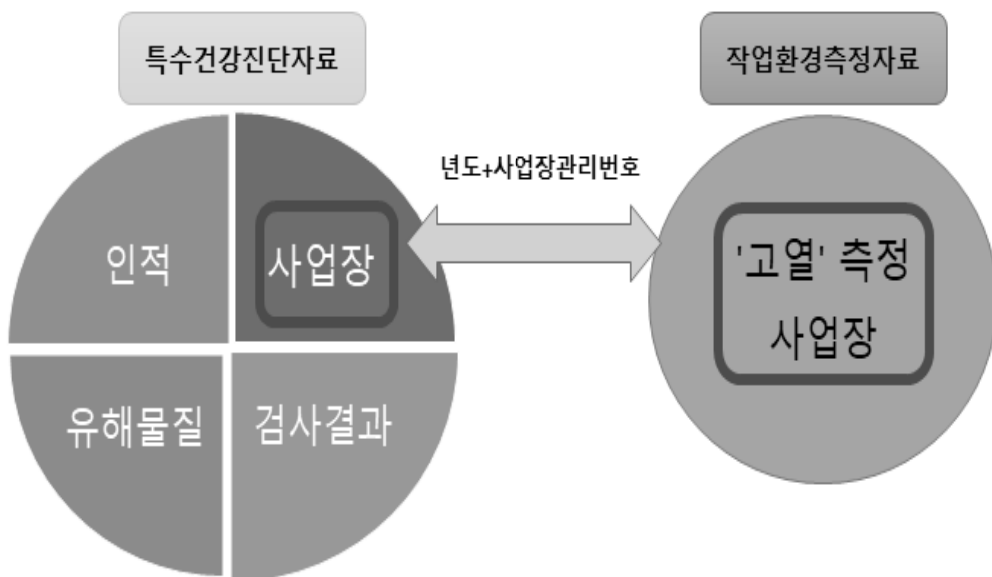 특수건강진단자료
작업환경측정자료
년도+사업장관리번호
인적
사업장
'고열' 측정
사업장
유해물질
검사결과